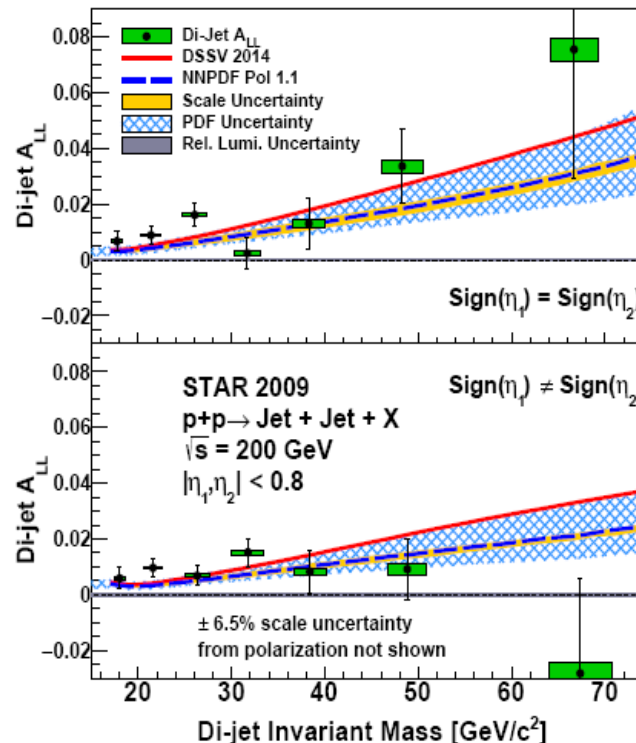 0.08
0.06
0.04
0.02
0
−0.02
Di-jet A_LL
Di-Jet A_LL
DSSV 2014
NNPDF Pol 1.1
Scale Uncertainty
PDF Uncertainty
Rel. Lumi. Uncertainty
Sign(η₁) = Sign(η₂)
0.08
0.06
0.04
0.02
0
−0.02
Di-jet A_LL
STAR 2009
p+p→ Jet + Jet + X
√s = 200 GeV
|η₁,η₂| < 0.8
Sign(η₁) ≠ Sign(η₂
± 6.5% scale uncertainty
from polarization not shown
20 30 40 50 60 70
Di-jet Invariant Mass [GeV/c²]